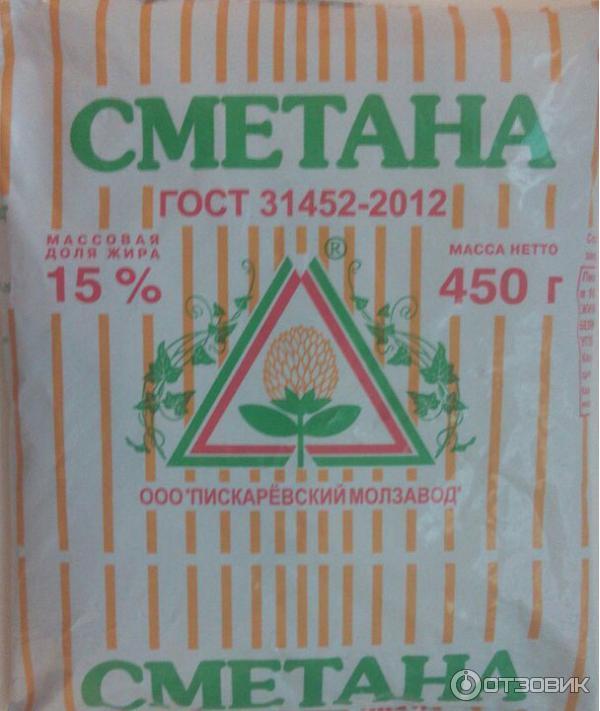 СМЕТАНА
ГОСТ 31452-2012
МАССОВАЯ
ДОЛЯ ЖИРА
15 %
МАССА НЕТТО
450 г
®
ООО "ПИСКАРЁВСКИЙ МОЛЗАВОД"
СМЕТАНА
ОТЗОВИК